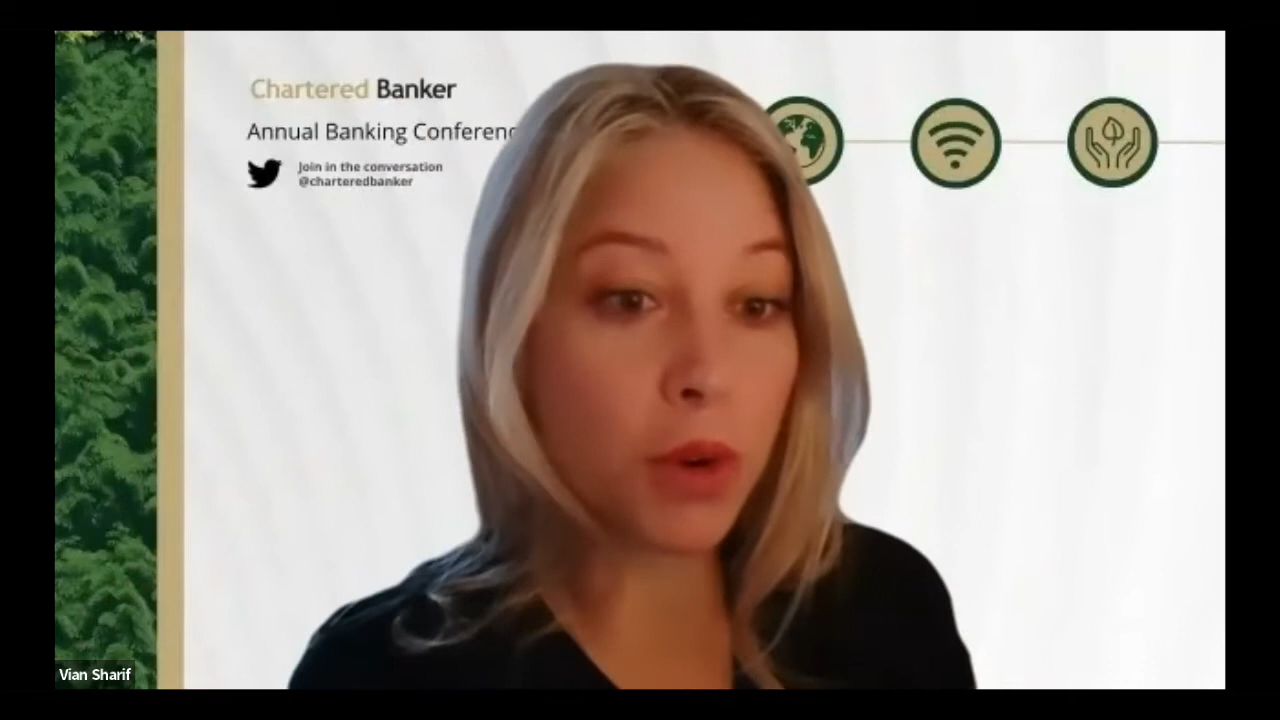 Chartered Banker
Annual Banking Conferenc
Join in the conversation
@charteredbanker
Vian Sharif